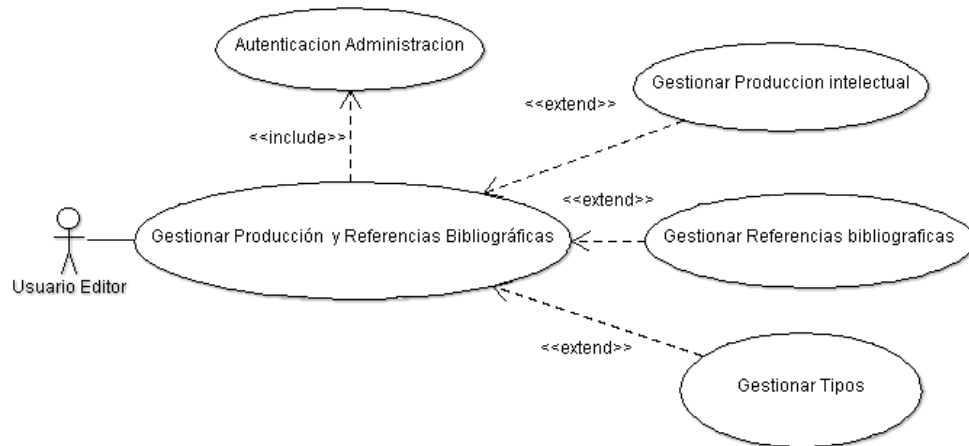 Autenticacion Administracion
Gestionar Produccion intelectual
<<extend>>
<<include>>
<<extend>>
Gestionar Producción y Referencias Bibliográficas
Gestionar Referencias bibliograficas
Usuario Editor
<<extend>>
Gestionar Tipos